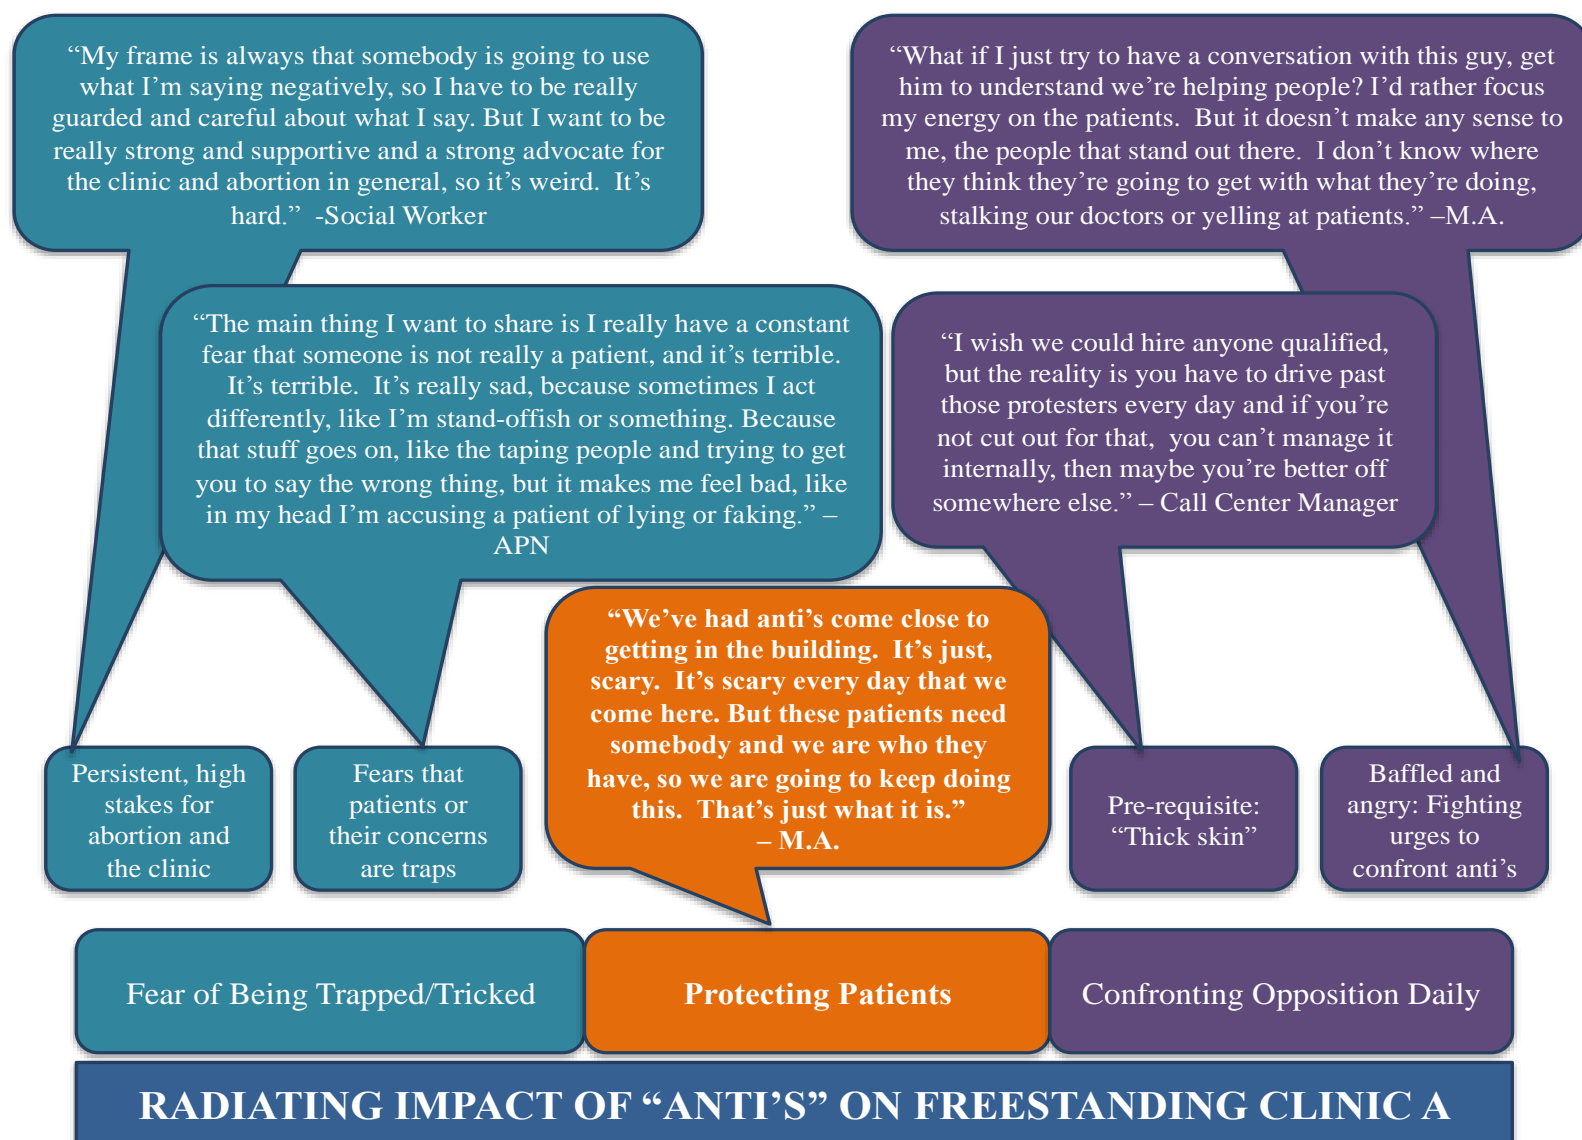 “My frame is always that somebody is going to use
what I’m saying negatively, so I have to be really
guarded and careful about what I say. But I want to be
really strong and supportive and a strong advocate for
the clinic and abortion in general, so it’s weird.  It’s
hard.”  -Social Worker
“What if I just try to have a conversation with this guy, get
him to understand we’re helping people? I’d rather focus
my energy on the patients.  But it doesn’t make any sense to
me, the people that stand out there.  I don’t know where
they think they’re going to get with what they’re doing,
stalking our doctors or yelling at patients.” –M.A.
“The main thing I want to share is I really have a constant
fear that someone is not really a patient, and it’s terrible.
It’s terrible.  It’s really sad, because sometimes I act
differently, like I’m stand-offish or something. Because
that stuff goes on, like the taping people and trying to get
you to say the wrong thing, but it makes me feel bad, like
in my head I’m accusing a patient of lying or faking.” –
APN
“I wish we could hire anyone qualified,
but the reality is you have to drive past
those protesters every day and if you’re
not cut out for that,  you can’t manage it
internally, then maybe you’re better off
somewhere else.” – Call Center Manager
“We’ve had anti’s come close to
getting in the building.  It’s just,
scary.  It’s scary every day that we
come here. But these patients need
somebody and we are who they
have, so we are going to keep doing
this.  That’s just what it is.”
– M.A.
Persistent, high
stakes for
abortion and
the clinic
Fears that
patients or
their concerns
are traps
Pre-requisite:
“Thick skin”
Baffled and
angry: Fighting
urges to
confront anti’s
Fear of Being Trapped/Tricked
Protecting Patients
Confronting Opposition Daily
RADIATING IMPACT OF “ANTI’S” ON FREESTANDING CLINIC A